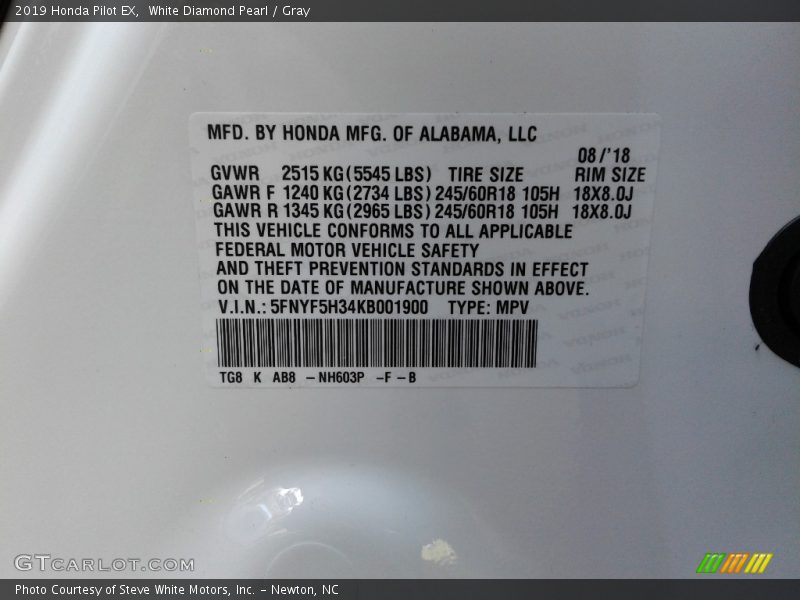 2019 Honda Pilot EX,  White Diamond Pearl / Gray
MFD. BY HONDA MFG. OF ALABAMA, LLC
08/'18
GVWR 2515 KG (5545 LBS) TIRE SIZE RIM SIZE
GAWR F 1240 KG (2734 LBS) 245/60R18 105H 18X8.0J
GAWR R 1345 KG (2965 LBS) 245/60R18 105H 18X8.0J
THIS VEHICLE CONFORMS TO ALL APPLICABLE
FEDERAL MOTOR VEHICLE SAFETY
AND THEFT PREVENTION STANDARDS IN EFFECT
ON THE DATE OF MANUFACTURE SHOWN ABOVE.
V.I.N.: 5FNYF5H34KB001900 TYPE: MPV
TG8 K AB8 – NH603P –F – B
GTCARLOT.COM
Photo Courtesy of Steve White Motors, Inc. – Newton, NC